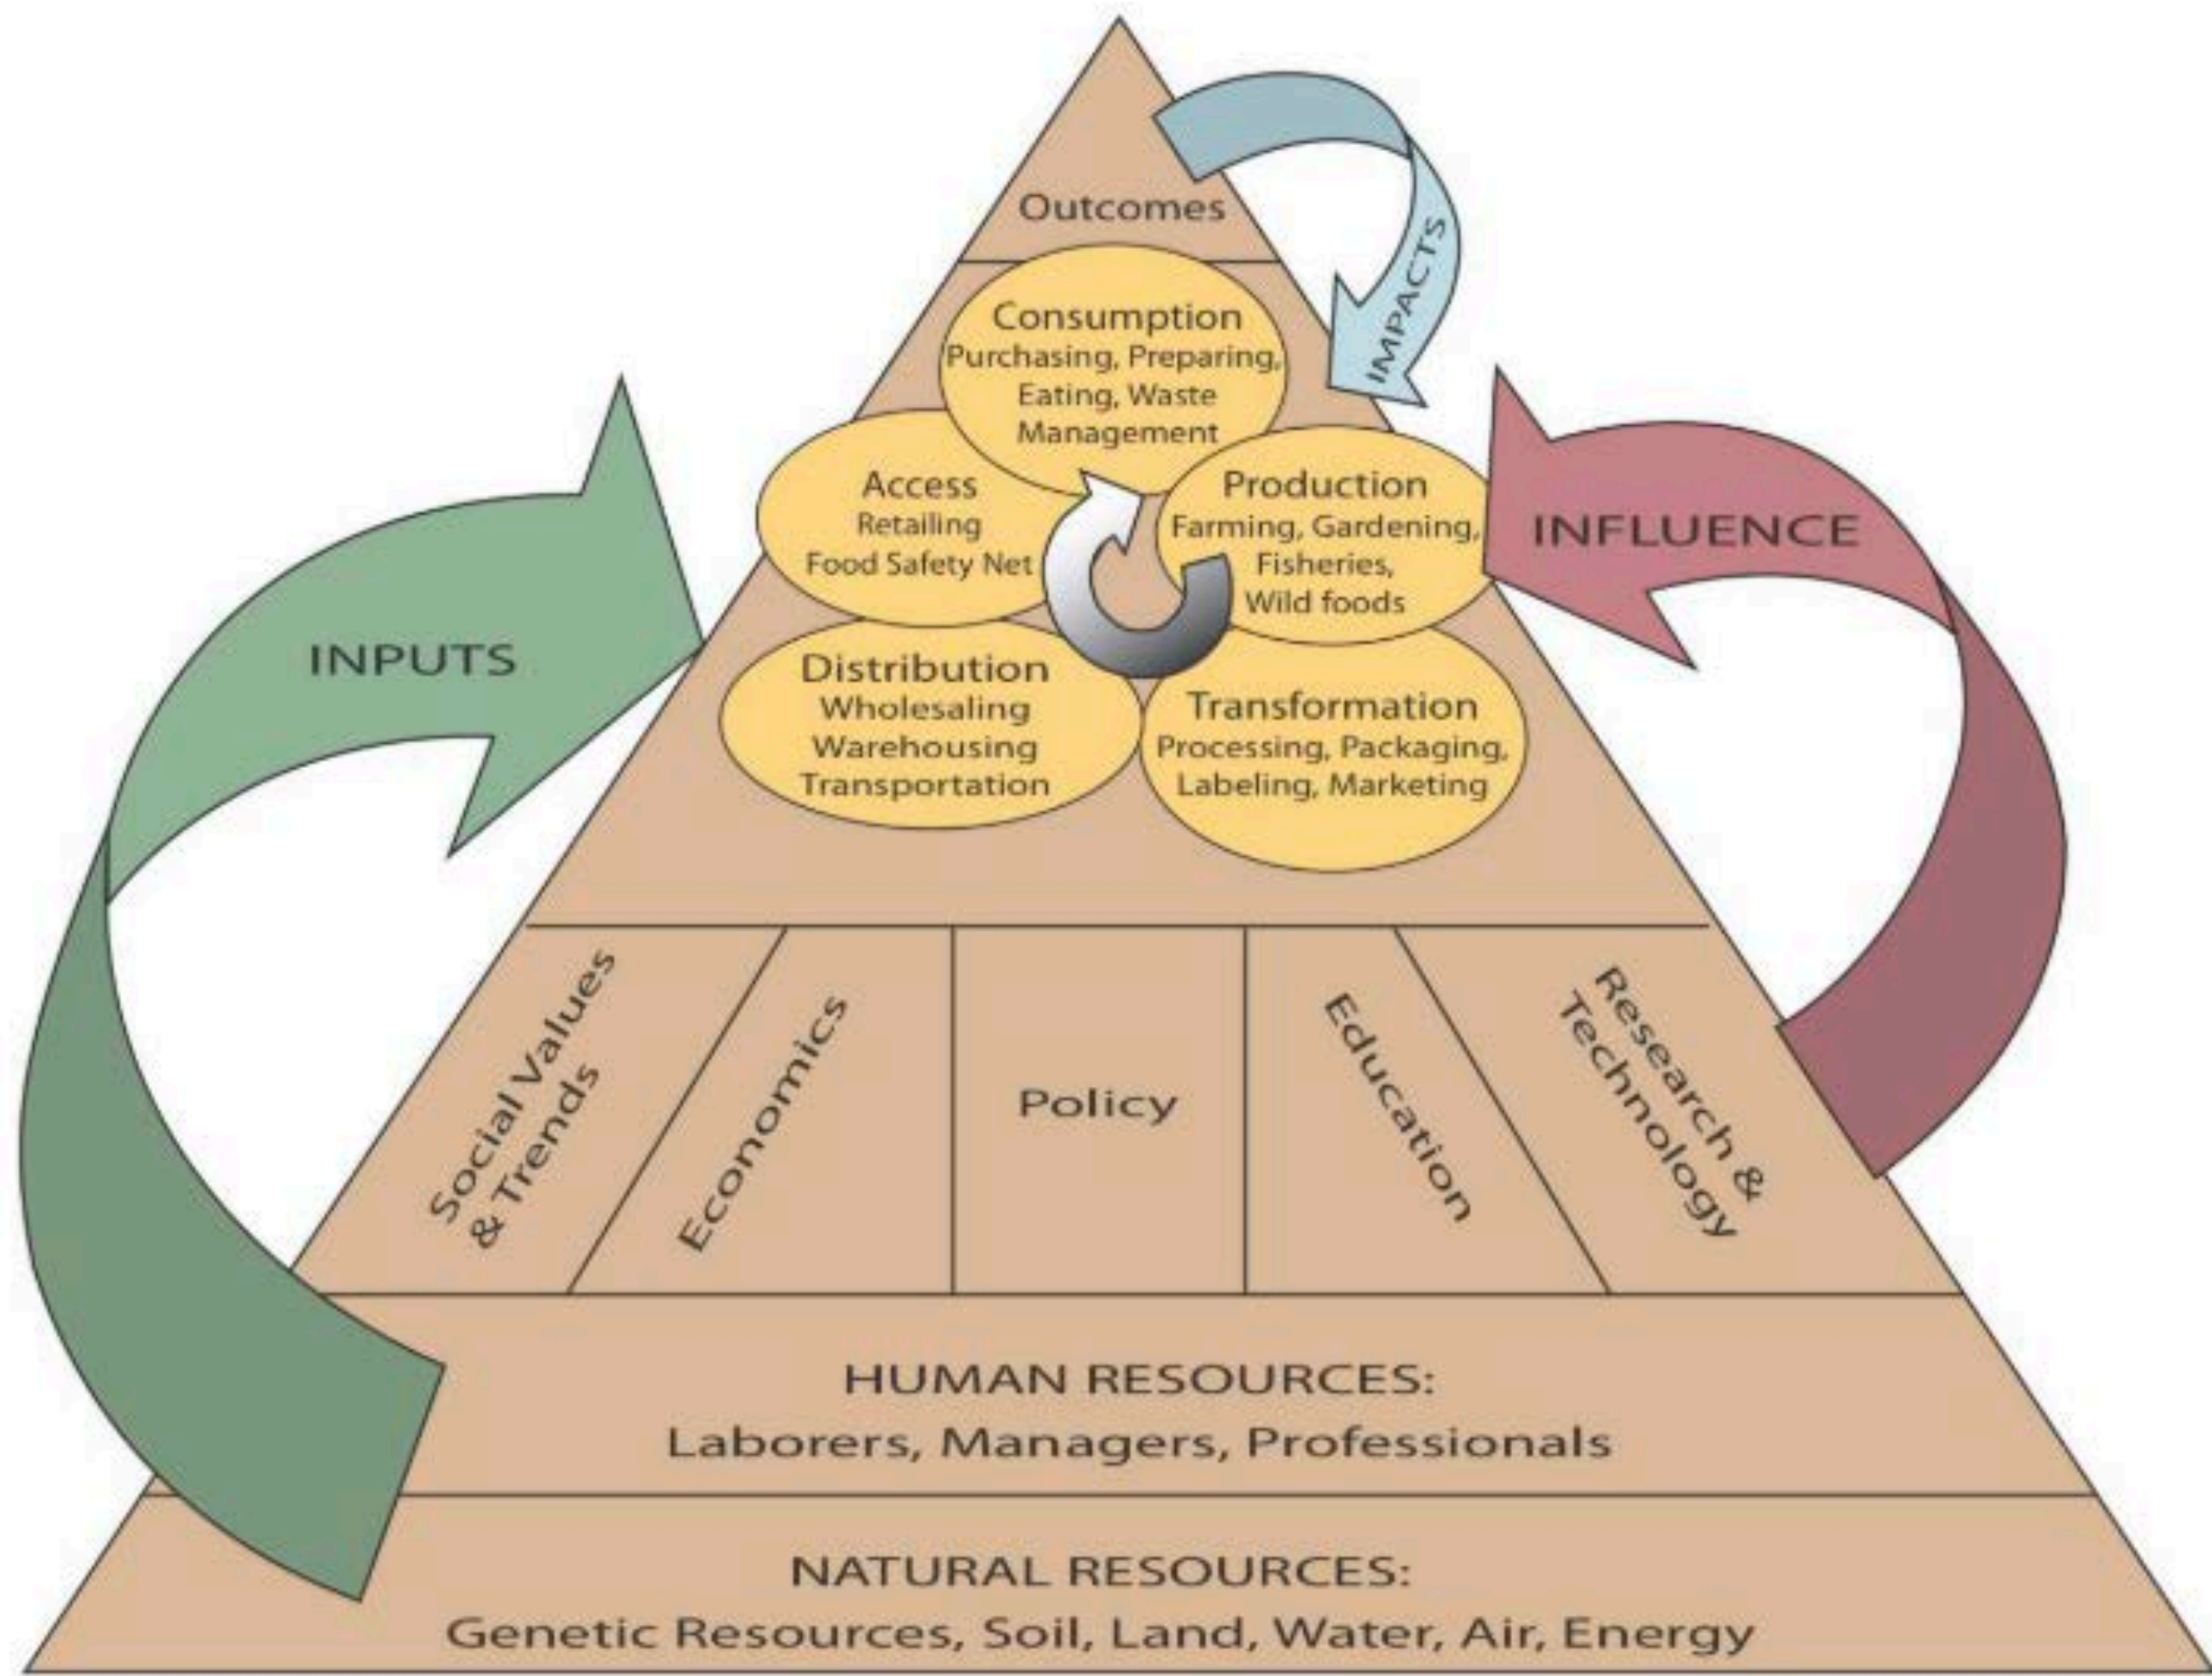 Outcomes
IMPACTS
Consumption
Purchasing, Preparing,
Eating, Waste
Management
Access
Retailing
Food Safety Net
Production
Farming, Gardening,
Fisheries,
Wild foods
INFLUENCE
INPUTS
Distribution
Wholesaling
Warehousing
Transportation
Transformation
Processing, Packaging,
Labeling, Marketing
Social Values
& Trends
Economics
Policy
Education
Research &
Technology
HUMAN RESOURCES:
Laborers, Managers, Professionals
NATURAL RESOURCES:
Genetic Resources, Soil, Land, Water, Air, Energy